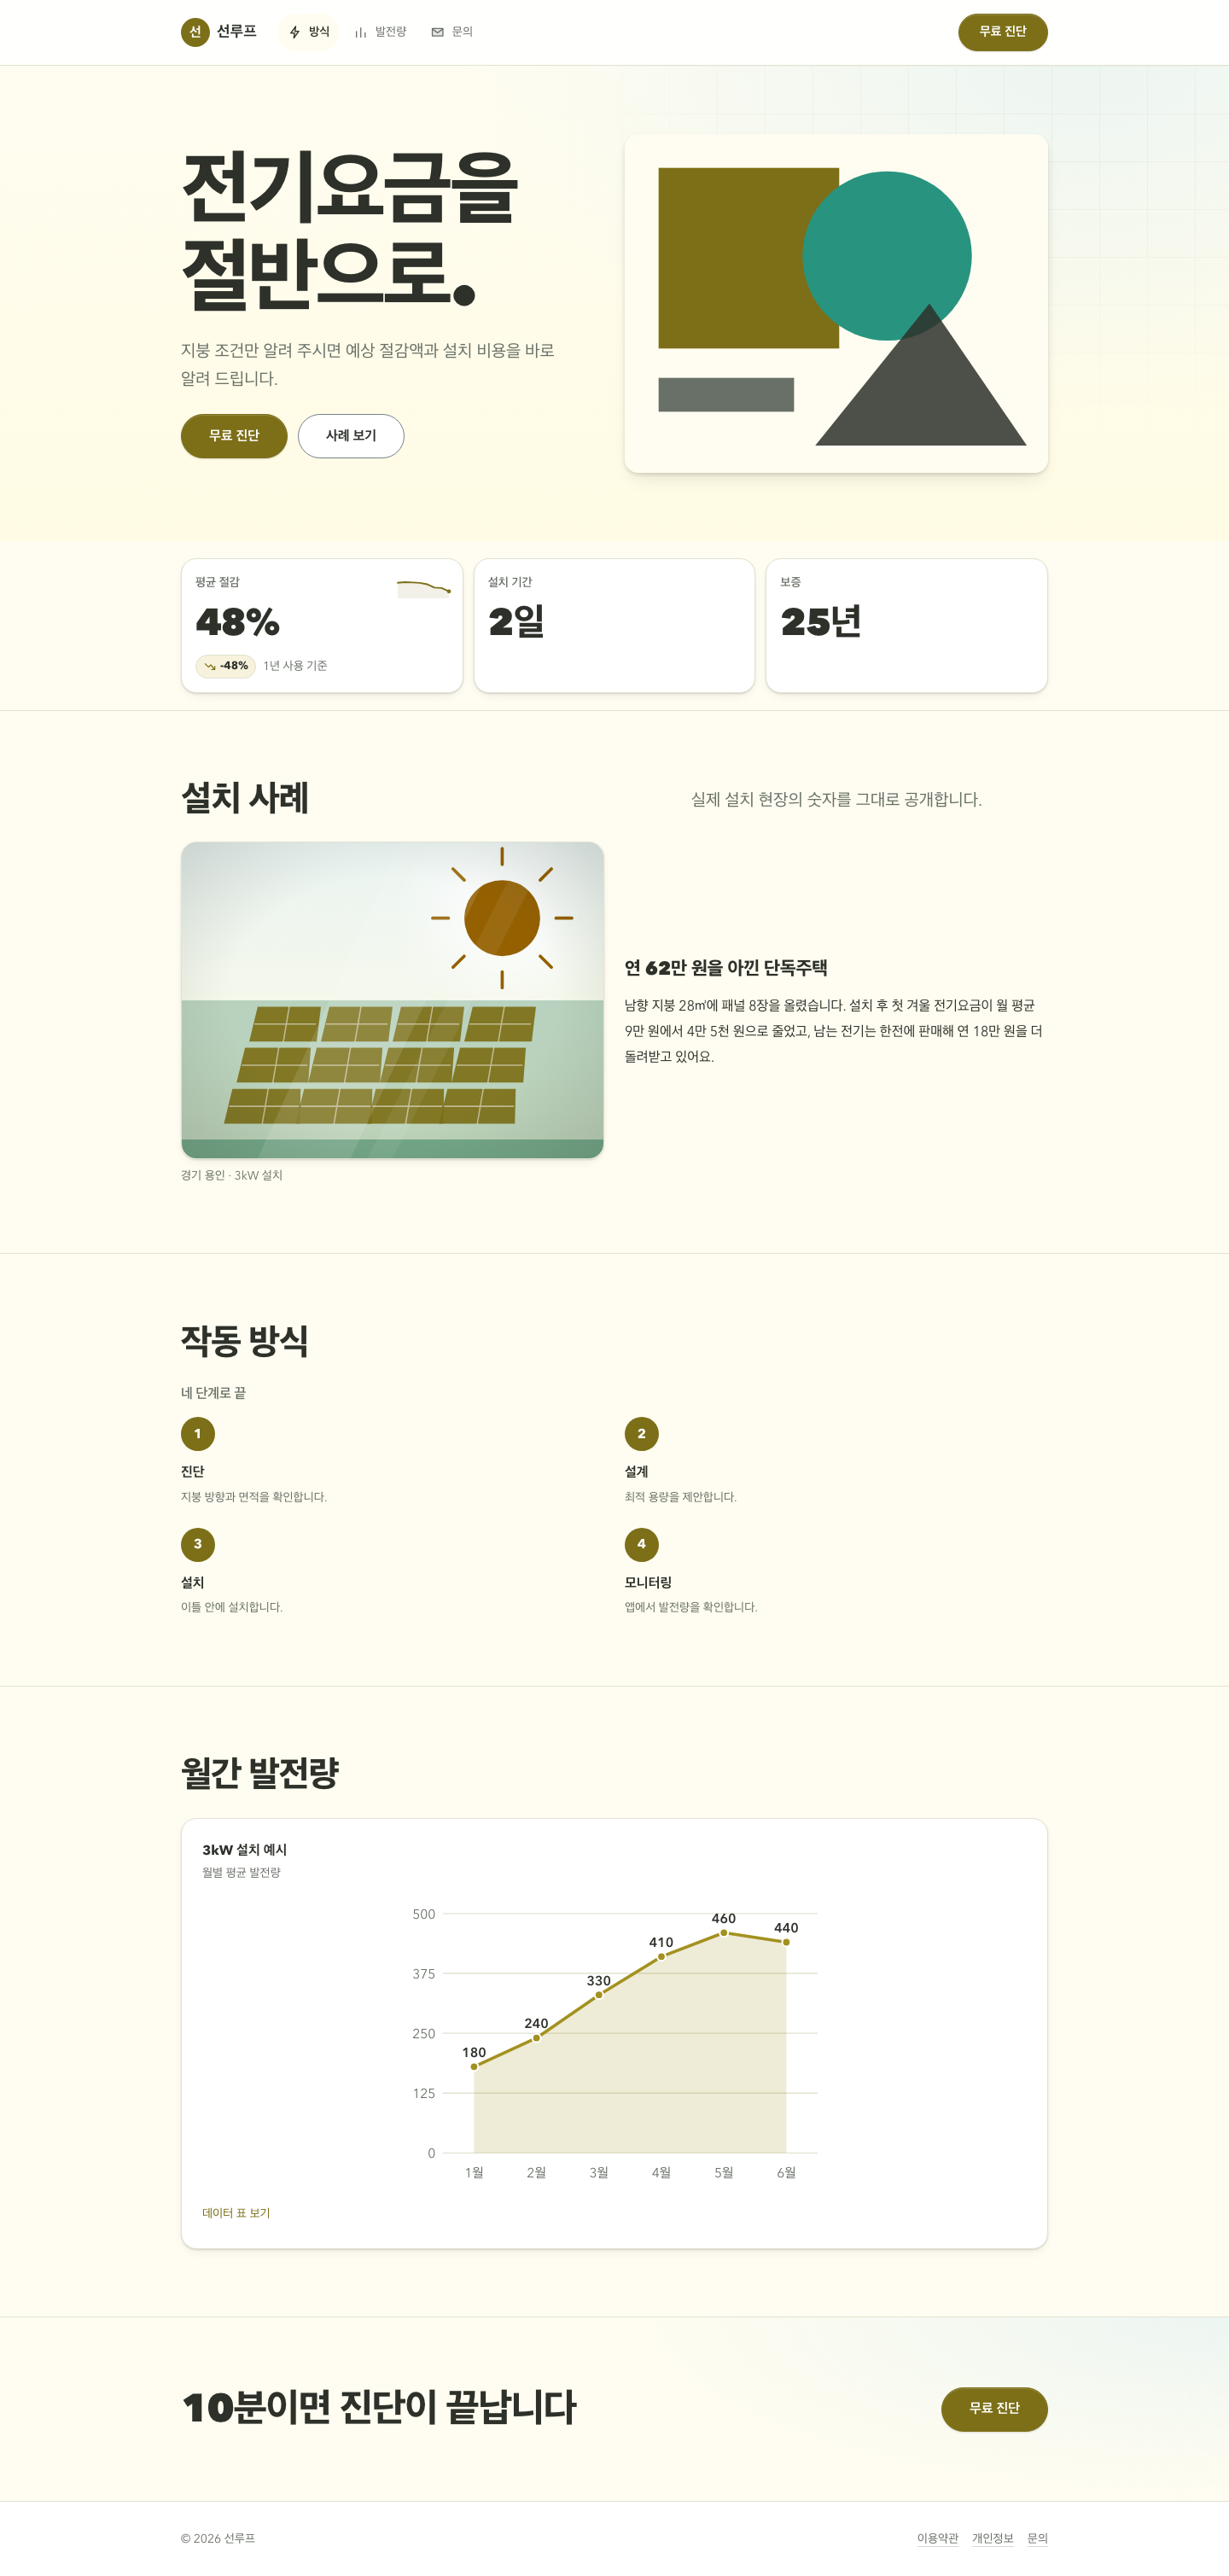 선 선루프 방식 발전량 문의 무료 진단
전기요금을
절반으로.
지붕 조건만 알려 주시면 예상 절감액과 설치 비용을 바로
알려 드립니다.
무료 진단 사례 보기
평균 절감
48%
-48% 1년 사용 기준
설치 기간
2일
보증
25년
설치 사례
실제 설치 현장의 숫자를 그대로 공개합니다.
경기 용인 · 3kW 설치
연 62만 원을 아낀 단독주택
남향 지붕 28㎡에 패널 8장을 올렸습니다. 설치 후 첫 겨울 전기요금이 월 평균
9만 원에서 4만 5천 원으로 줄었고, 남는 전기는 한전에 판매해 연 18만 원을 더
돌려받고 있어요.
작동 방식
네 단계로 끝
1
진단
지붕 방향과 면적을 확인합니다.
2
설계
최적 용량을 제안합니다.
3
설치
이틀 안에 설치합니다.
4
모니터링
앱에서 발전량을 확인합니다.
월간 발전량
3kW 설치 예시
월별 평균 발전량
500
375
250
125
0
180
240
330
410
460
440
1월 2월 3월 4월 5월 6월
데이터 표 보기
10분이면 진단이 끝납니다
무료 진단
© 2026 선루프
이용약관 개인정보 문의